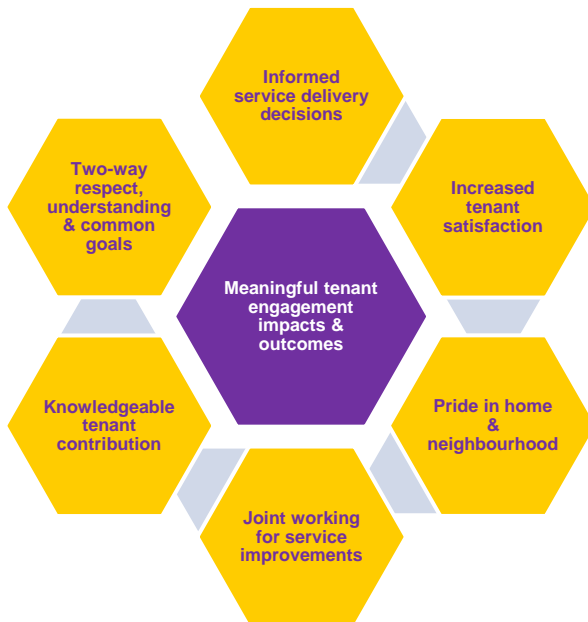 Informed
service delivery
decisions
Two-way
respect,
understanding
& common
goals
Increased
tenant
satisfaction
Meaningful tenant
engagement
impacts &
outcomes
Knowledgeable
tenant
contribution
Pride in home
&
neighbourhood
Joint working
for service
improvements